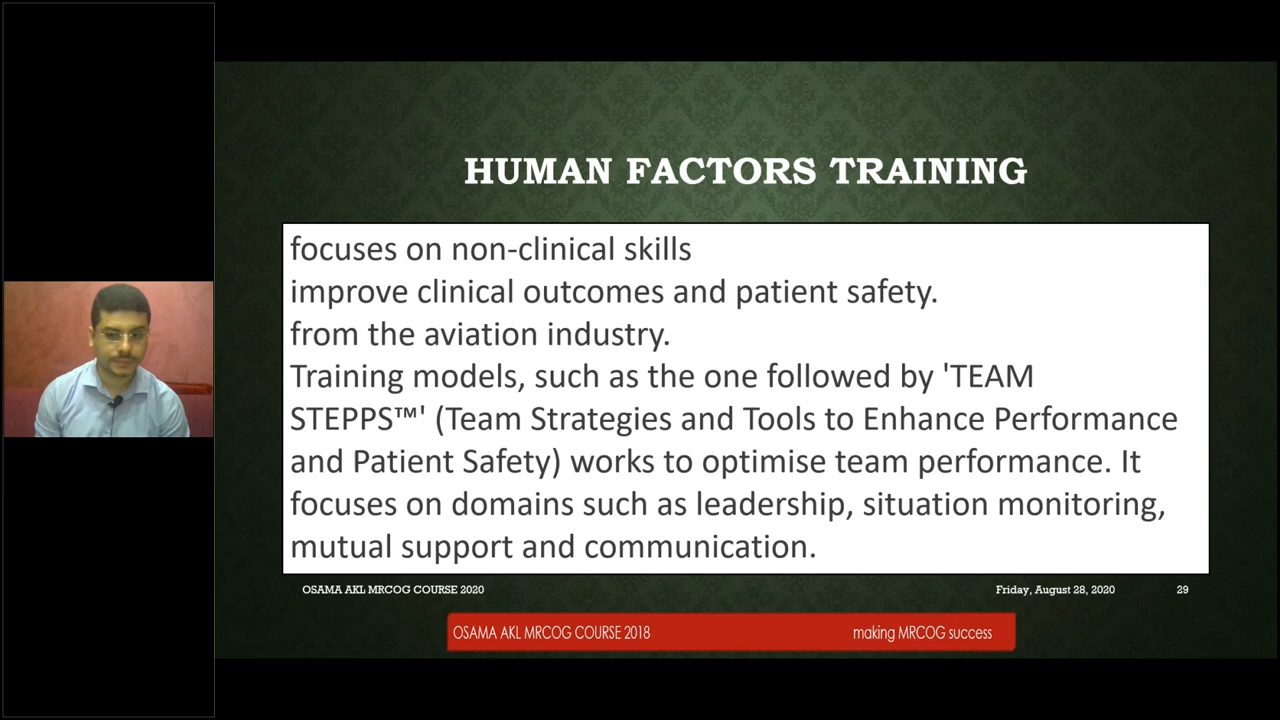 HUMAN FACTORS TRAINING
focuses on non-clinical skills
improve clinical outcomes and patient safety.
from the aviation industry.
Training models, such as the one followed by 'TEAM
STEPPS™' (Team Strategies and Tools to Enhance Performance
and Patient Safety) works to optimise team performance. It
focuses on domains such as leadership, situation monitoring,
mutual support and communication.
OSAMA AKL MRCOG COURSE 2020 Friday, August 28, 2020 29
OSAMA AKL MRCOG COURSE 2018 making MRCOG success